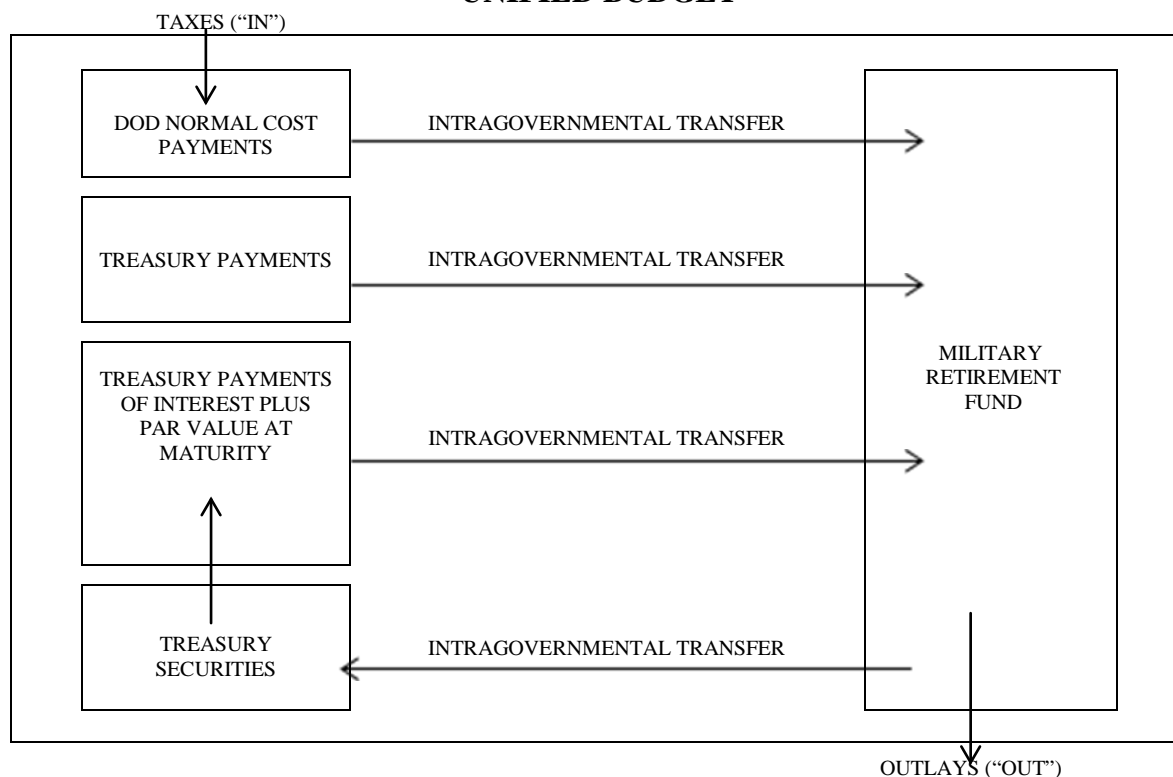 UNIFIED BUDGET
TAXES (“IN”)
DOD NORMAL COST
PAYMENTS
INTRAGOVERNMENTAL TRANSFER
TREASURY PAYMENTS
INTRAGOVERNMENTAL TRANSFER
TREASURY PAYMENTS
OF INTEREST PLUS
PAR VALUE AT
MATURITY
INTRAGOVERNMENTAL TRANSFER
MILITARY
RETIREMENT
FUND
TREASURY
SECURITIES
INTRAGOVERNMENTAL TRANSFER
OUTLAYS (“OUT”)